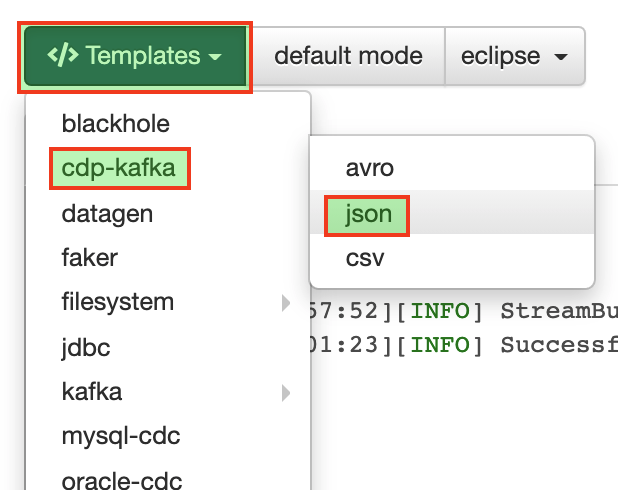 </> Templates default mode eclipse
blackhole
cdp-kafka
avro
datagen
json
faker
csv
filesystem
57:52][INFO] StreamBu
jdbc
01:23][INFO] Successf
kafka
mysql-cdc
oracle-cdc